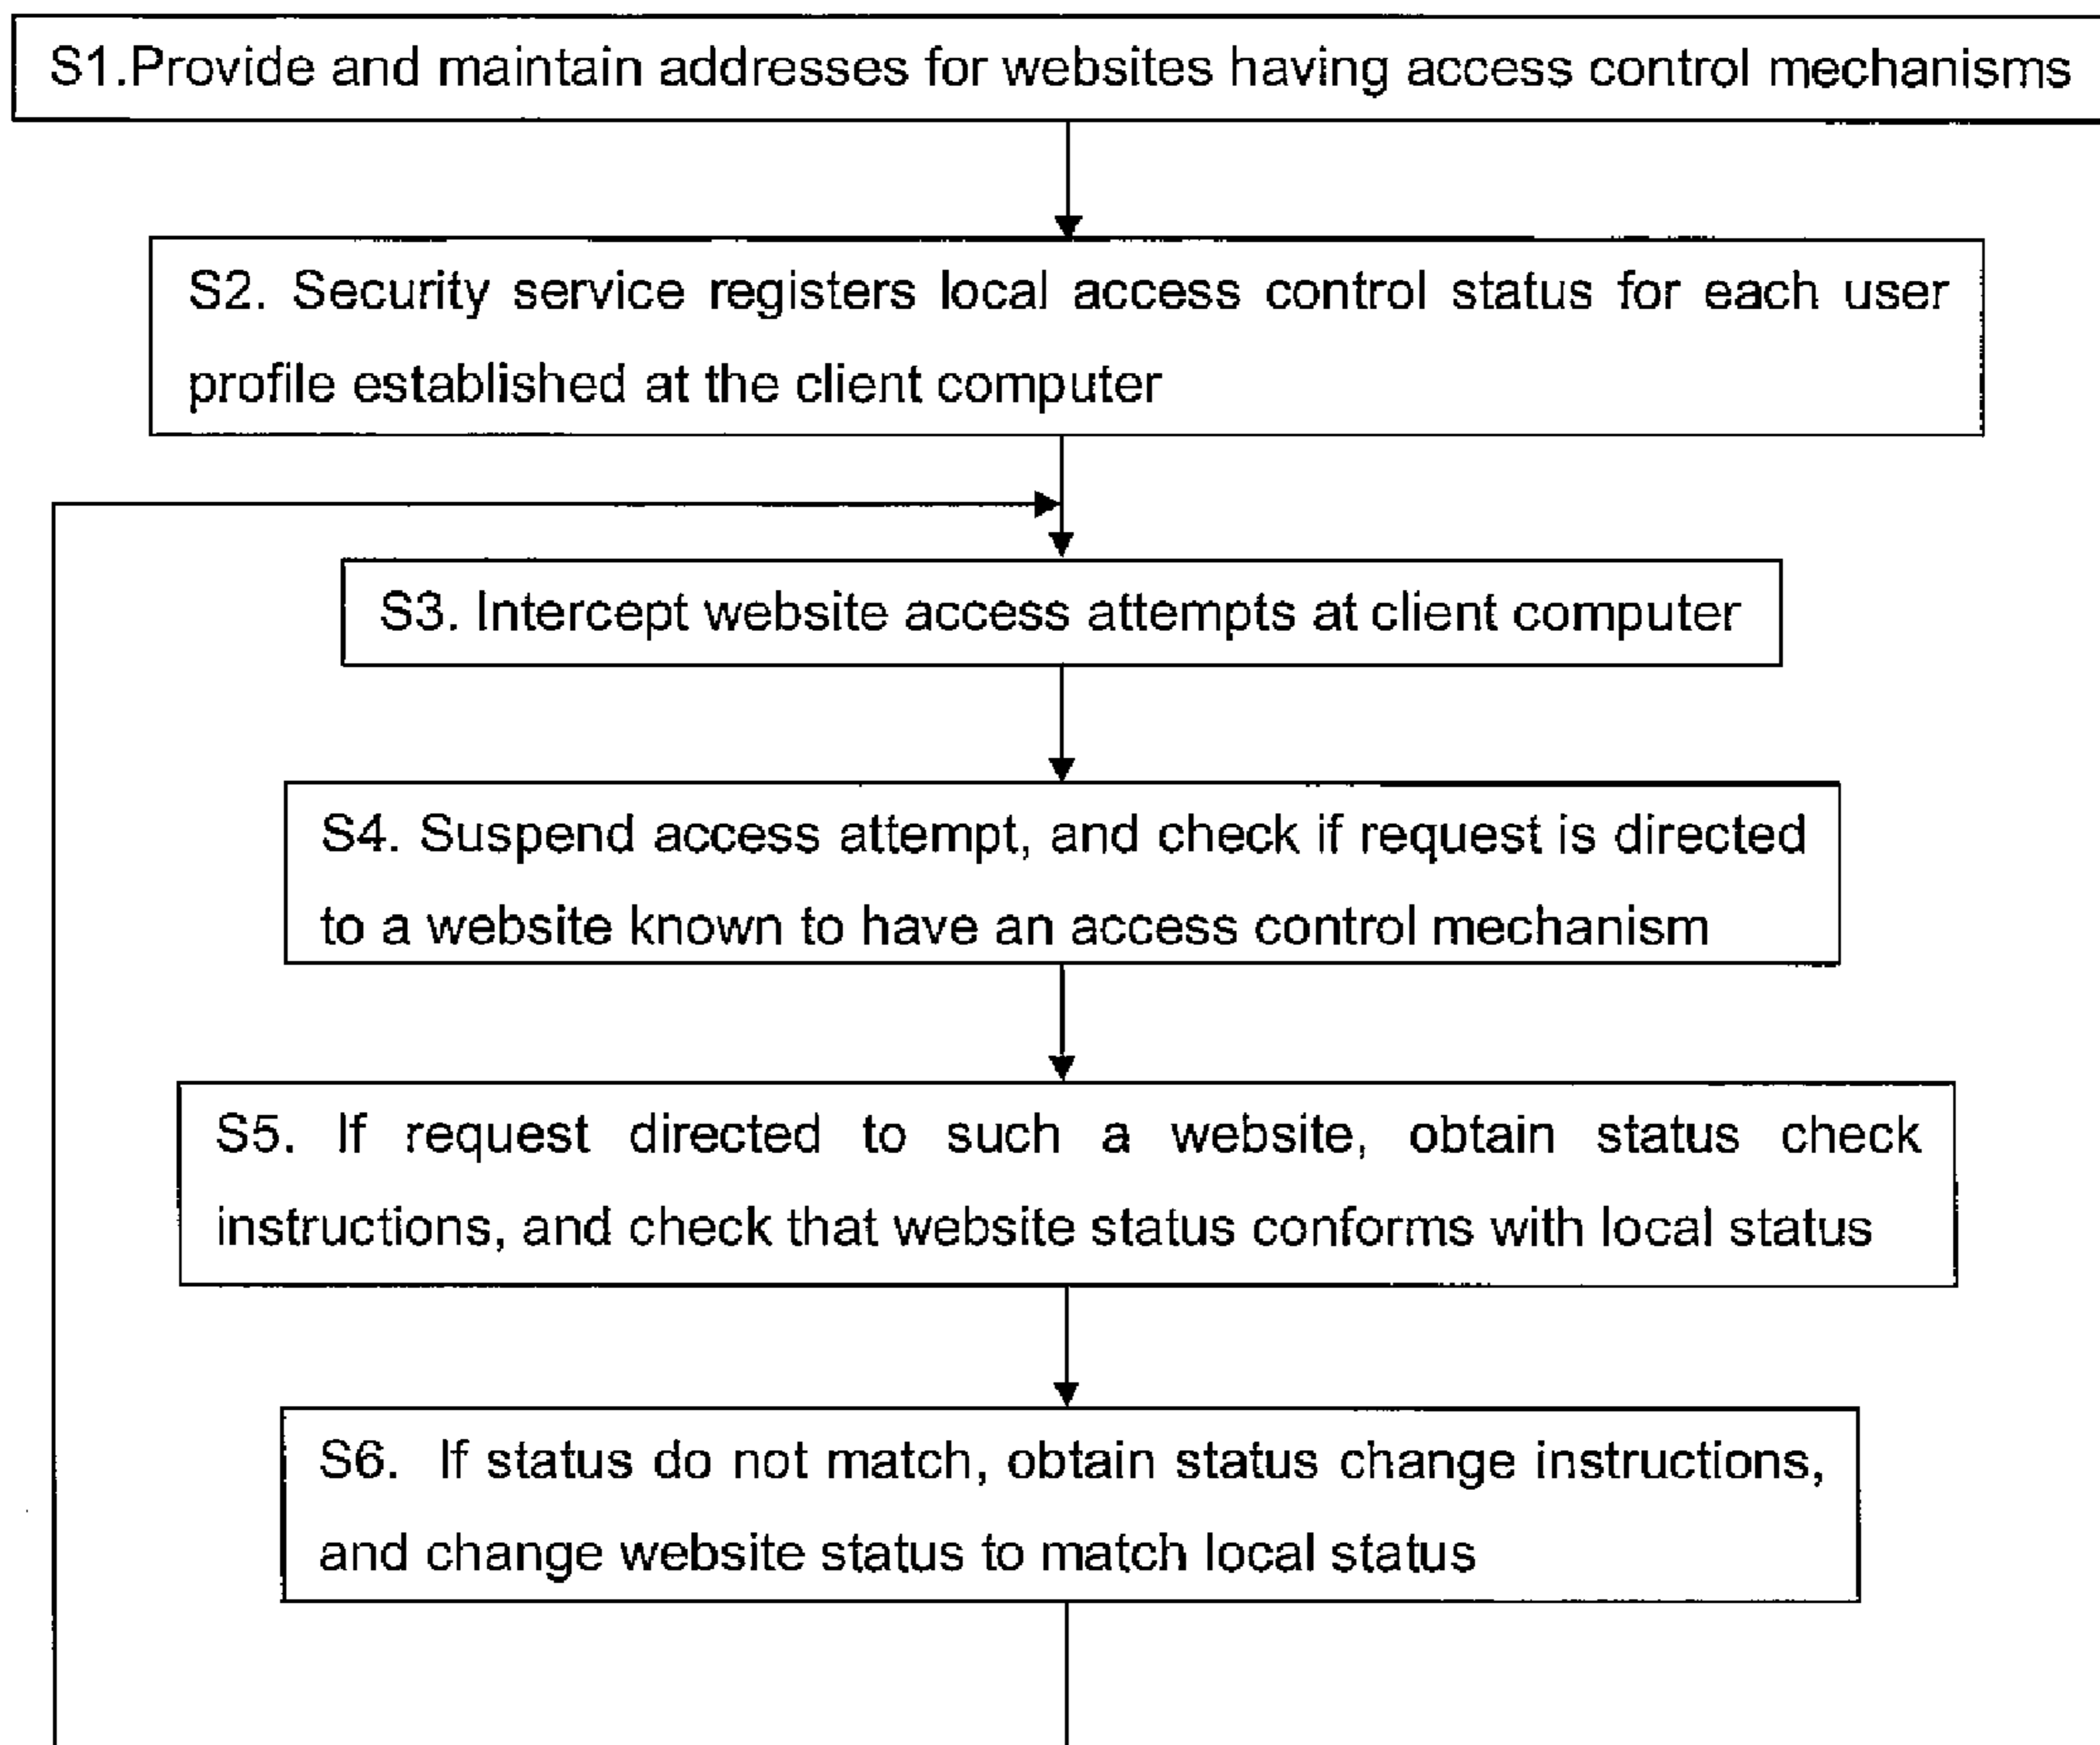 S1.Provide and maintain addresses for websites having access control mechanisms
S2. Security service registers local access control status for each user
profile established at the client computer
S3. Intercept website access attempts at client computer
S4. Suspend access attempt, and check if request is directed
to a website known to have an access control mechanism
S5. If request directed to such a website, obtain status check
instructions, and check that website status conforms with local status
S6. If status do not match, obtain status change instructions,
and change website status to match local status